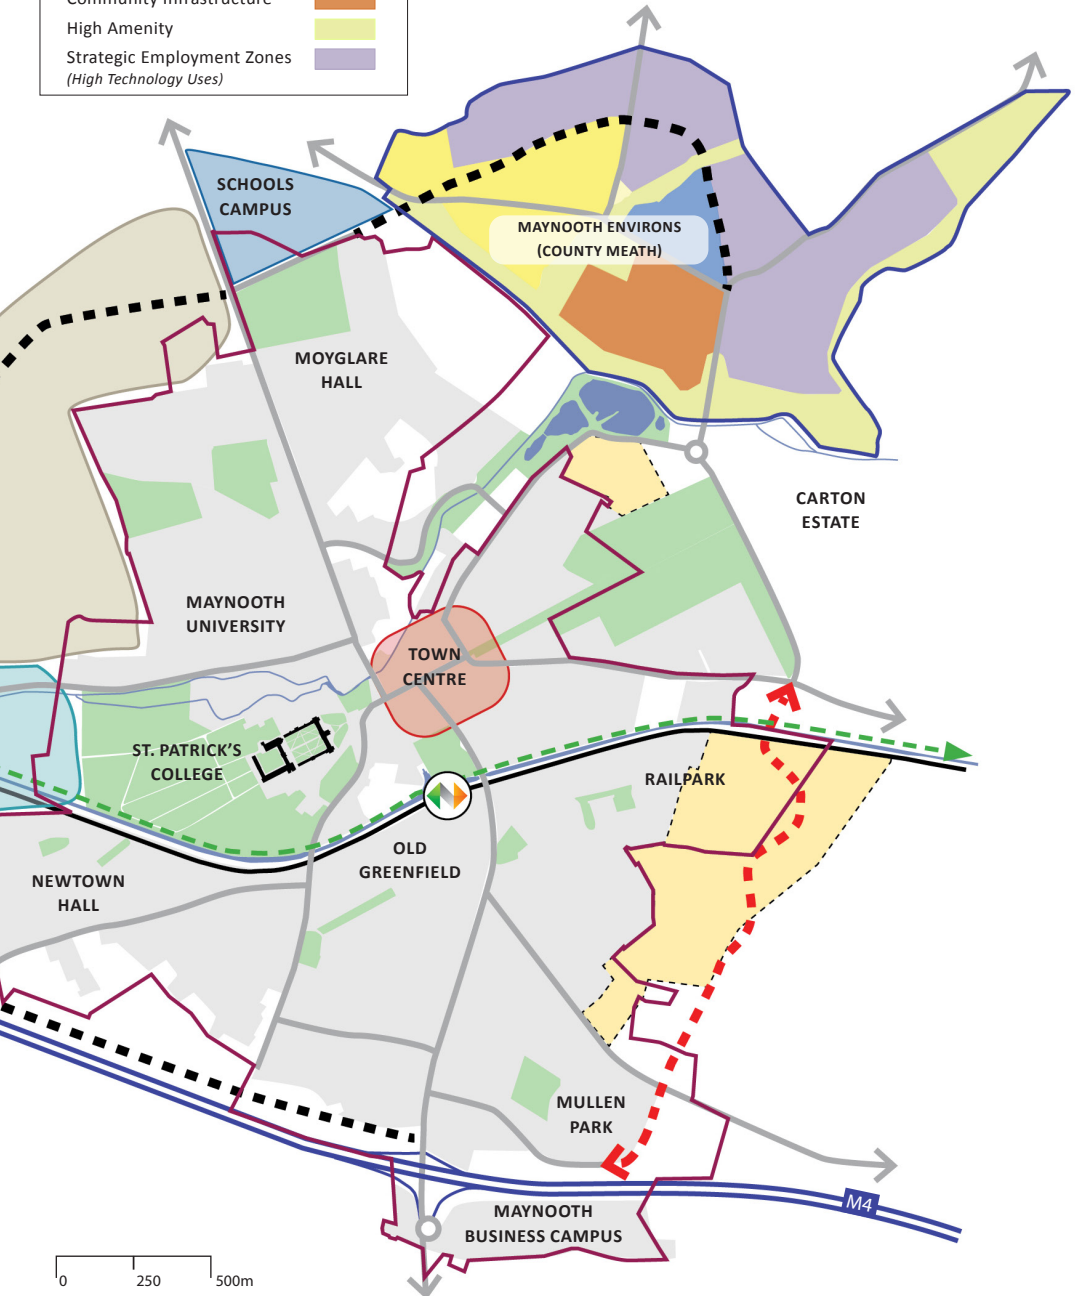 Community Infrastructure
High Amenity
Strategic Employment Zones
(High Technology Uses)
SCHOOLS
CAMPUS
MAYNOOTH ENVIRONS
(COUNTY MEATH)
MOYGLARE
HALL
CARTON
ESTATE
MAYNOOTH
UNIVERSITY
TOWN
CENTRE
ST. PATRICK'S
COLLEGE
RAILPARK
OLD
GREENFIELD
NEWTOWN
HALL
MULLEN
PARK
M4
MAYNOOTH
BUSINESS CAMPUS
0 250 500m